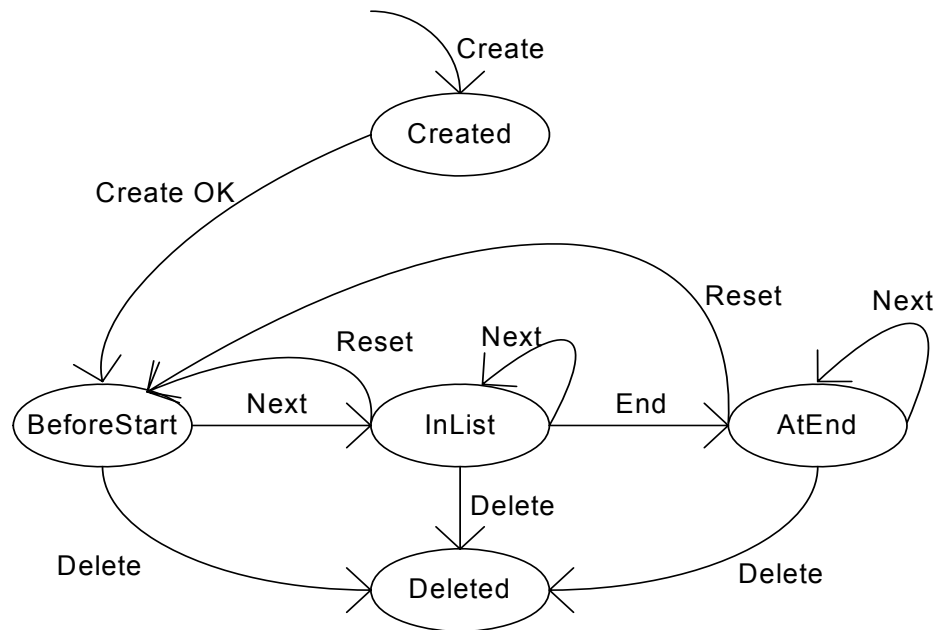 Create
Created
Create OK
Reset
Next
Reset
Next
BeforeStart
Next
InList
End
AtEnd
Delete
Delete
Deleted
Delete